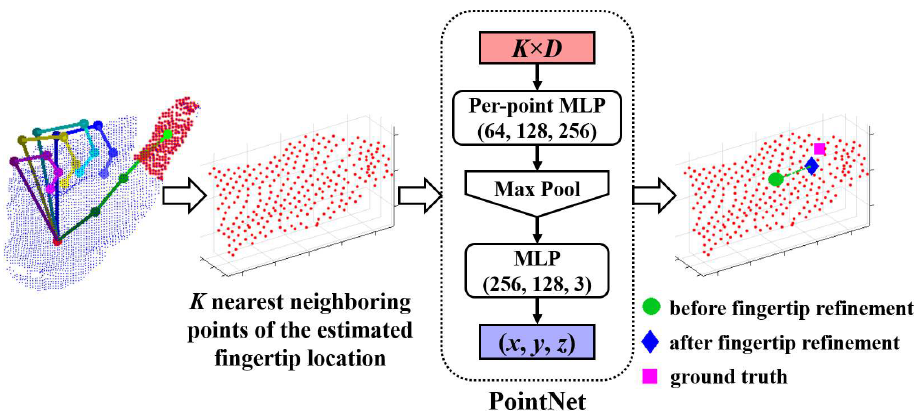 K nearest neighboring
points of the estimated
fingertip location
K×D
Per-point MLP
(64, 128, 256)
Max Pool
MLP
(256, 128, 3)
(x, y, z)
PointNet
before fingertip refinement
after fingertip refinement
ground truth